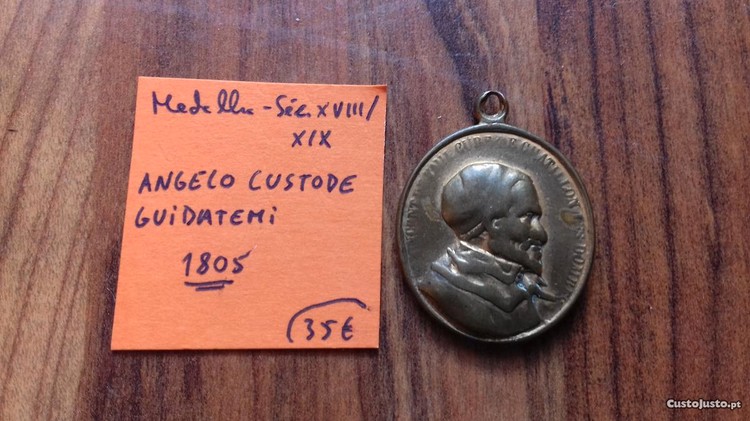 Medalha - Séc. XVIII/
XIX
ANGELO CUSTODE
GUIDATEMI
1805
35€
CustoJusto.pt